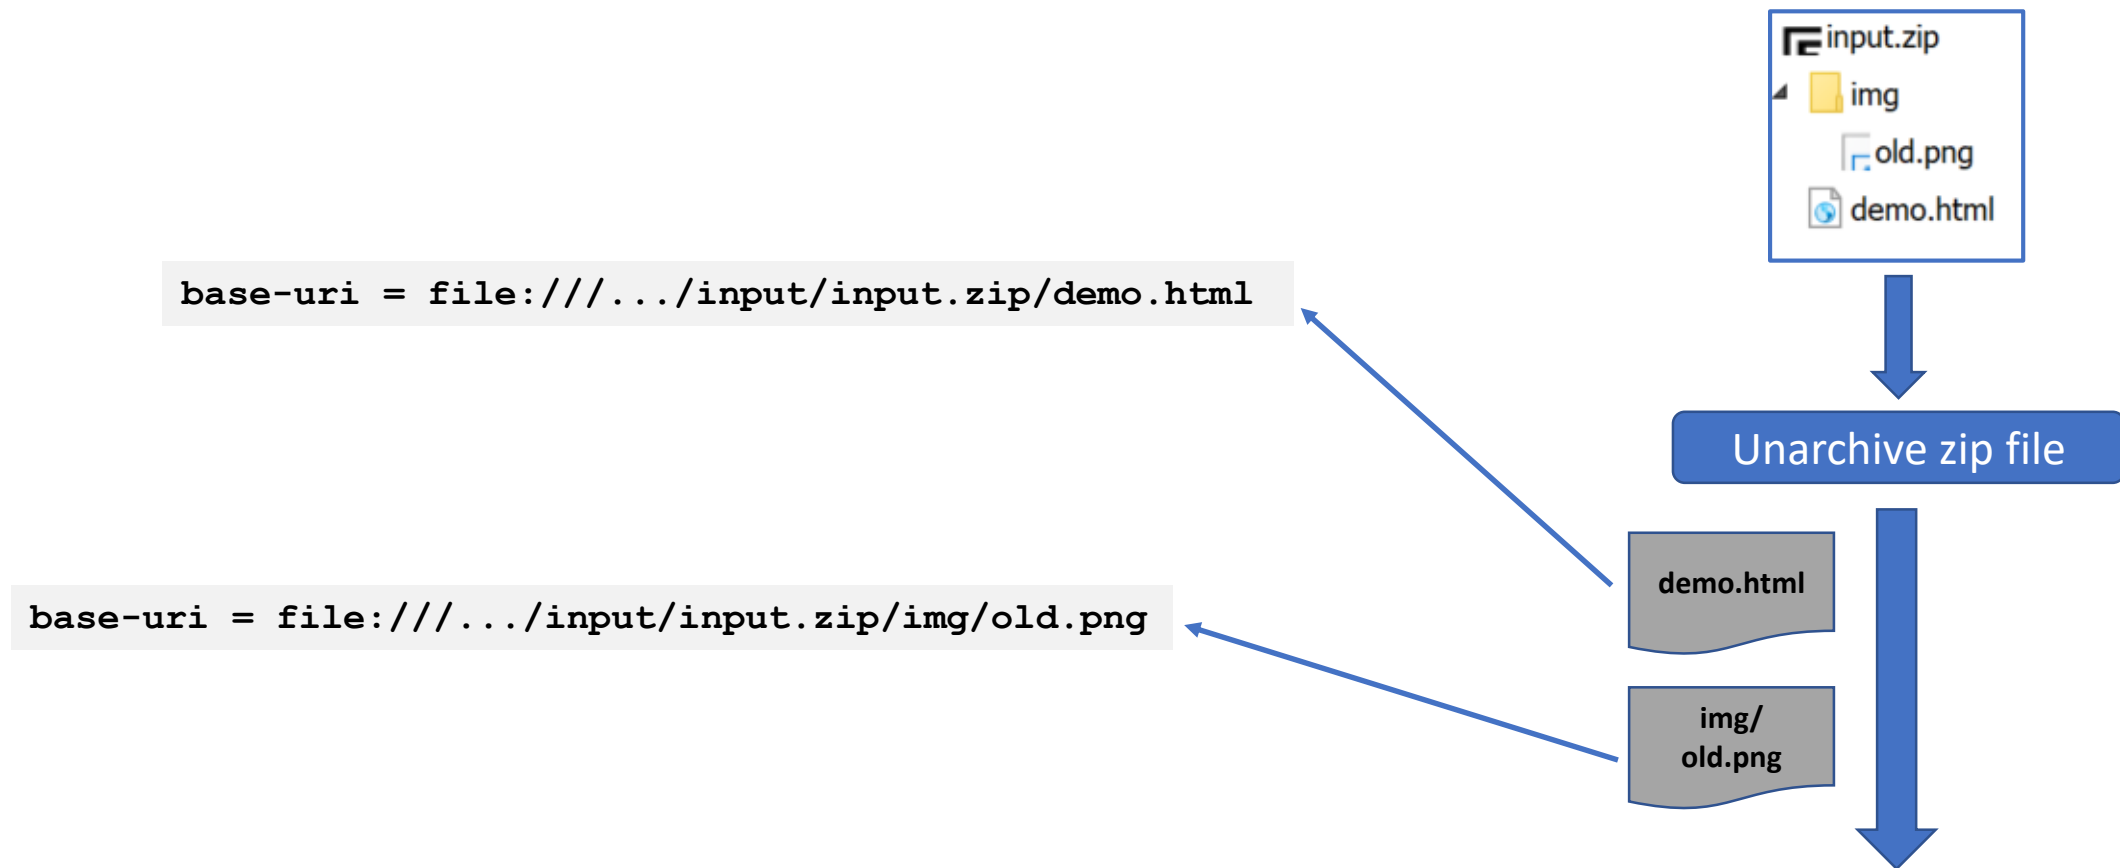 input.zip
img
old.png
demo.html
base-uri = file:///.../input/input.zip/demo.html
Unarchive zip file
demo.html
base-uri = file:///.../input/input.zip/img/old.png
img/
old.png